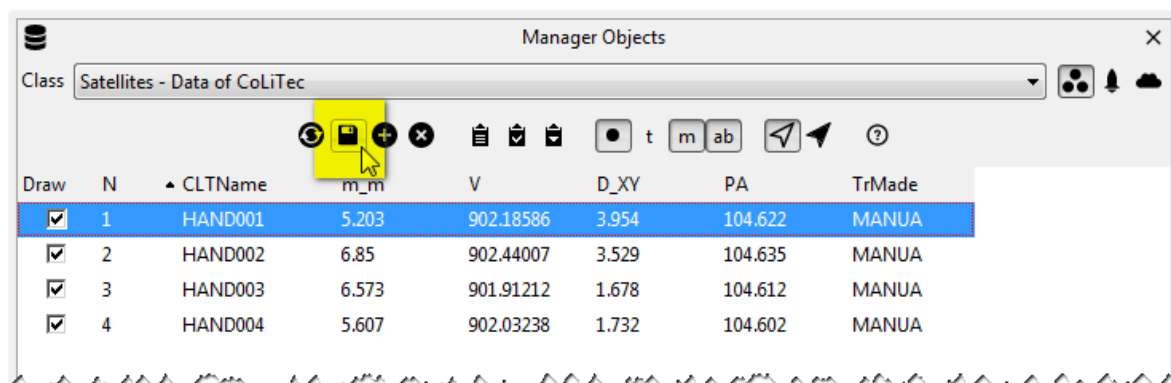 Manager Objects
Class Satellites - Data of CoLiTec
t m ab
Draw N CLTName m_m V D_XY PA TrMade
1 HAND001 5.203 902.18586 3.954 104.622 MANUA
2 HAND002 6.85 902.44007 3.529 104.635 MANUA
3 HAND003 6.573 901.91212 1.678 104.612 MANUA
4 HAND004 5.607 902.03238 1.732 104.602 MANUA